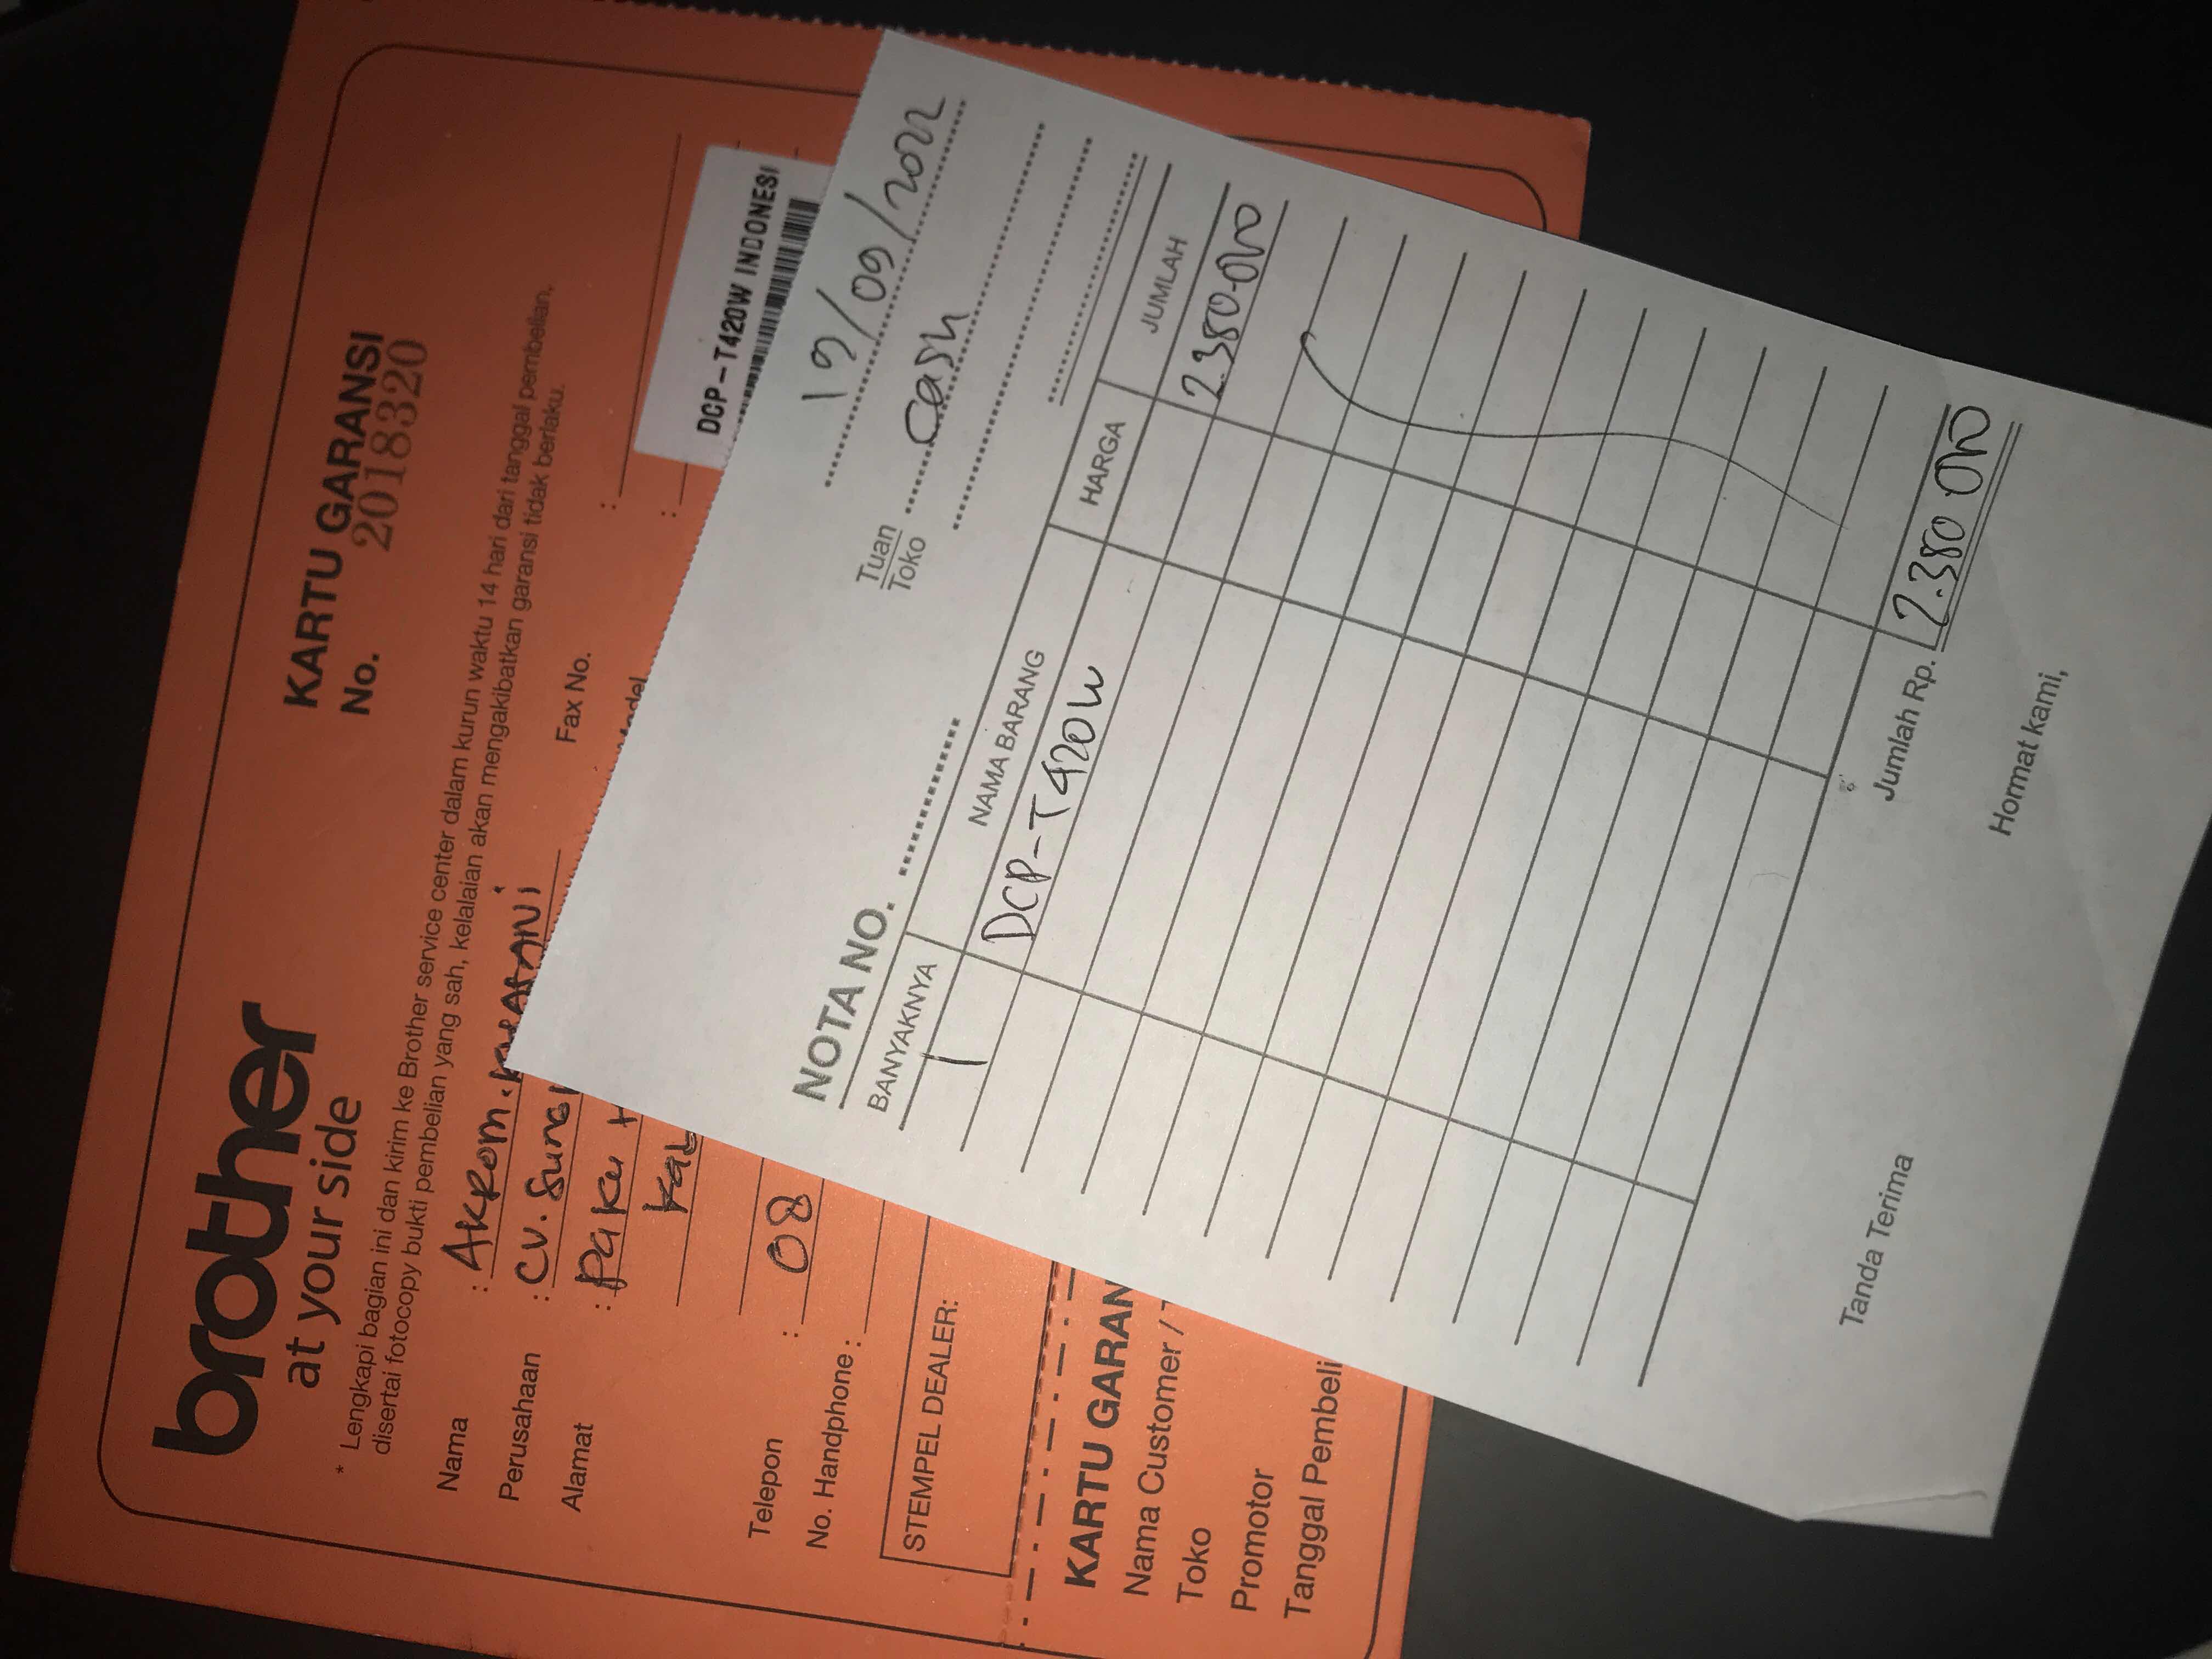 brother
at your side
KARTU GARANSI
No. 2018320
* Lengkapi bagian ini dan kirim ke Brother service center dalam kurun waktu 14 hari dari tanggal pembelian,
disertai fotocopy bukti pembelian yang sah, kelalaian akan mengakibatkan garansi tidak berlaku.
Nama : AKROM.
Perusahaan : CV.
Fax No. :
Alamat : Paku
Telepon : 08
No. Handphone :
STEMPEL DEALER:
DCP-T420W INDONESI
KARTU GARAN
Nama Customer /
Toko
Promotor
Tanggal Pembeli
19/09/2022
Tuan cash
Toko
NOTA NO.
BANYAKNYA NAMA BARANG HARGA JUMLAH
1 DCP-T420W 2.380.000
Jumlah Rp. 2.380.000
Tanda Terima Hormat kami,